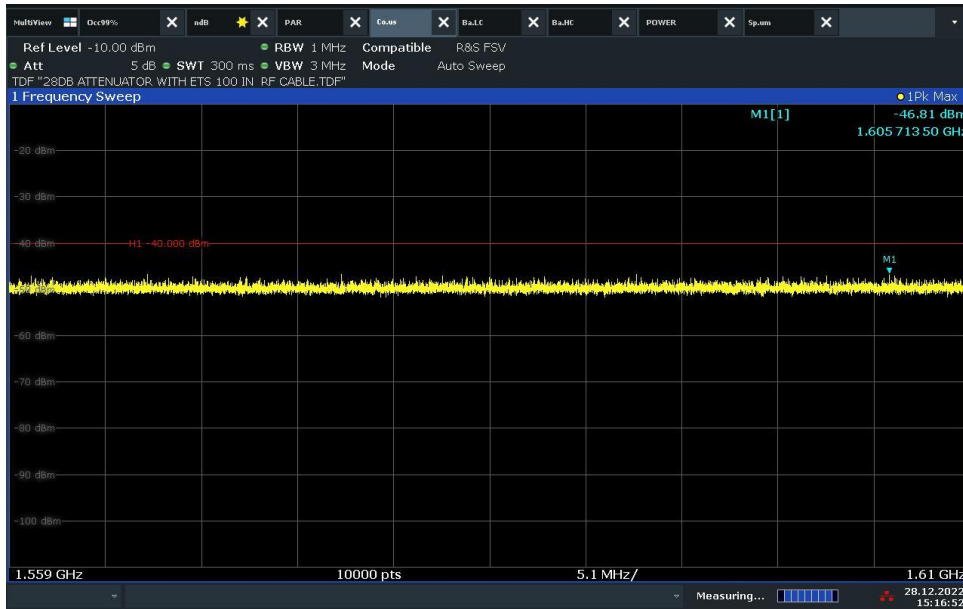 MultiView Occ99% ndB PAR Co.us Ba.LC Ba.HC POWER Sp.um
Ref Level -10.00 dBm RBW 1 MHz Compatible R&S FSV
Att 5 dB SWT 300 ms VBW 3 MHz Mode Auto Sweep
TDF "28DB ATTENUATOR WITH ETS 100 IN RF CABLE.TDF"
1 Frequency Sweep 1Pk Max
M1[1] -46.81 dBm
1.605 713 50 GHz
-20 dBm
-30 dBm
-40 dBm H1 -40.000 dBm
M1
-60 dBm
-70 dBm
-80 dBm
-90 dBm
-100 dBm
1.559 GHz 10000 pts 5.1 MHz/ 1.61 GHz
Measuring... 28.12.2022
15:16:52